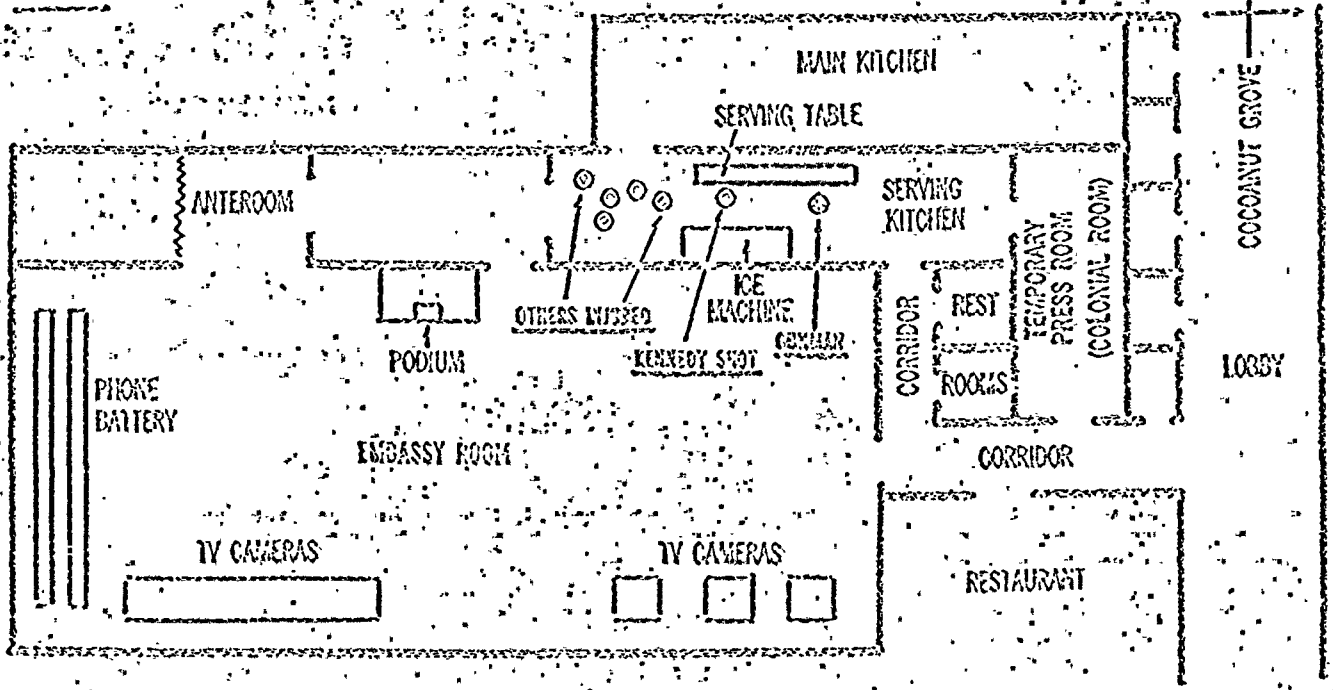 MAIN KITCHEN
SERVING TABLE
COCOANUT GROVE
ANTEROOM
SERVING
KITCHEN
TEMPORARY
PRESS ROOM
(COLONIAL ROOM)
ICE
MACHINE
OTHERS
GUNMAN
KENNEDY SHOT
PODIUM
CORRIDOR
REST
ROOMS
LOBBY
PHONE
BATTERY
EMBASSY ROOM
CORRIDOR
TV CAMERAS
TV CAMERAS
RESTAURANT